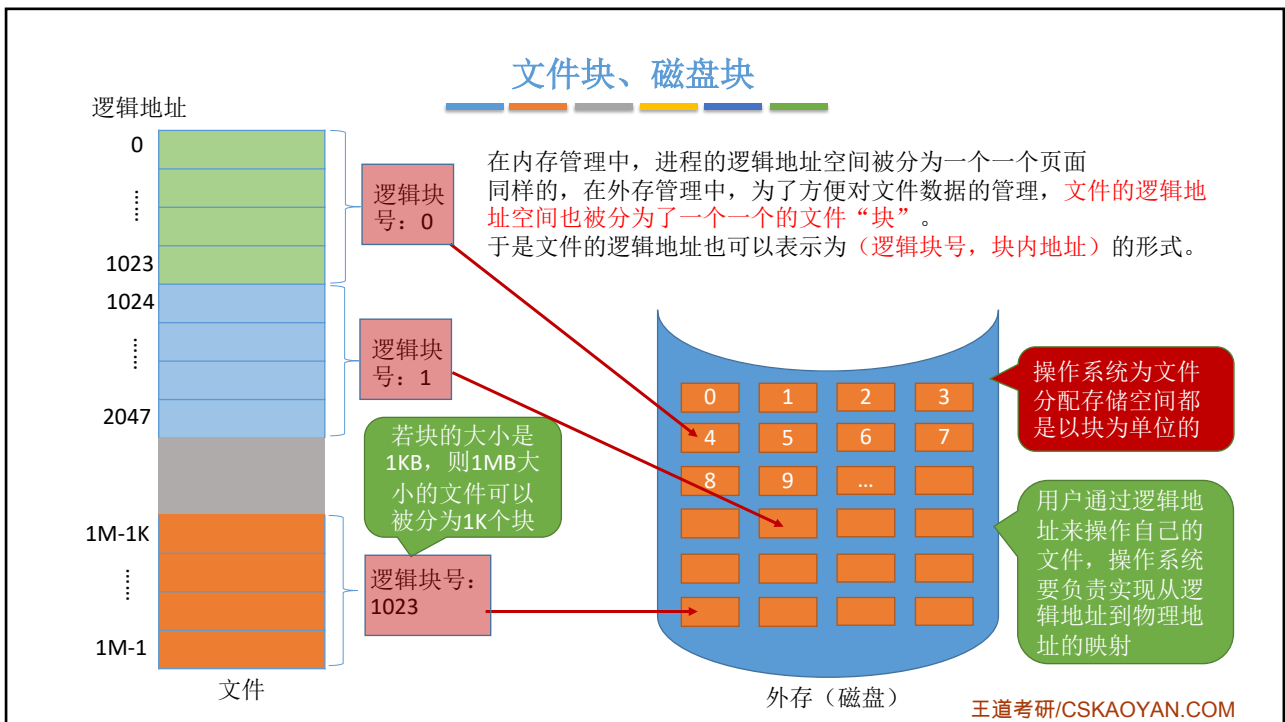 文件块、磁盘块
逻辑地址
0
……
1023
1024
……
2047
1M-1K
……
1M-1
文件
逻辑块
号：0
逻辑块
号：1
若块的大小是
1KB，则1MB大
小的文件可以
被分为1K个块
逻辑块号：
1023
在内存管理中，进程的逻辑地址空间被分为一个一个页面
同样的，在外存管理中，为了方便对文件数据的管理，文件的逻辑地
址空间也被分为了一个一个的文件“块”。
于是文件的逻辑地址也可以表示为（逻辑块号，块内地址）的形式。
0 1 2 3
4 5 6 7
8 9 …
外存（磁盘）
操作系统为文件
分配存储空间都
是以块为单位的
用户通过逻辑地
址来操作自己的
文件，操作系统
要负责实现从逻
辑地址到物理地
址的映射
王道考研/CSKAOYAN.COM